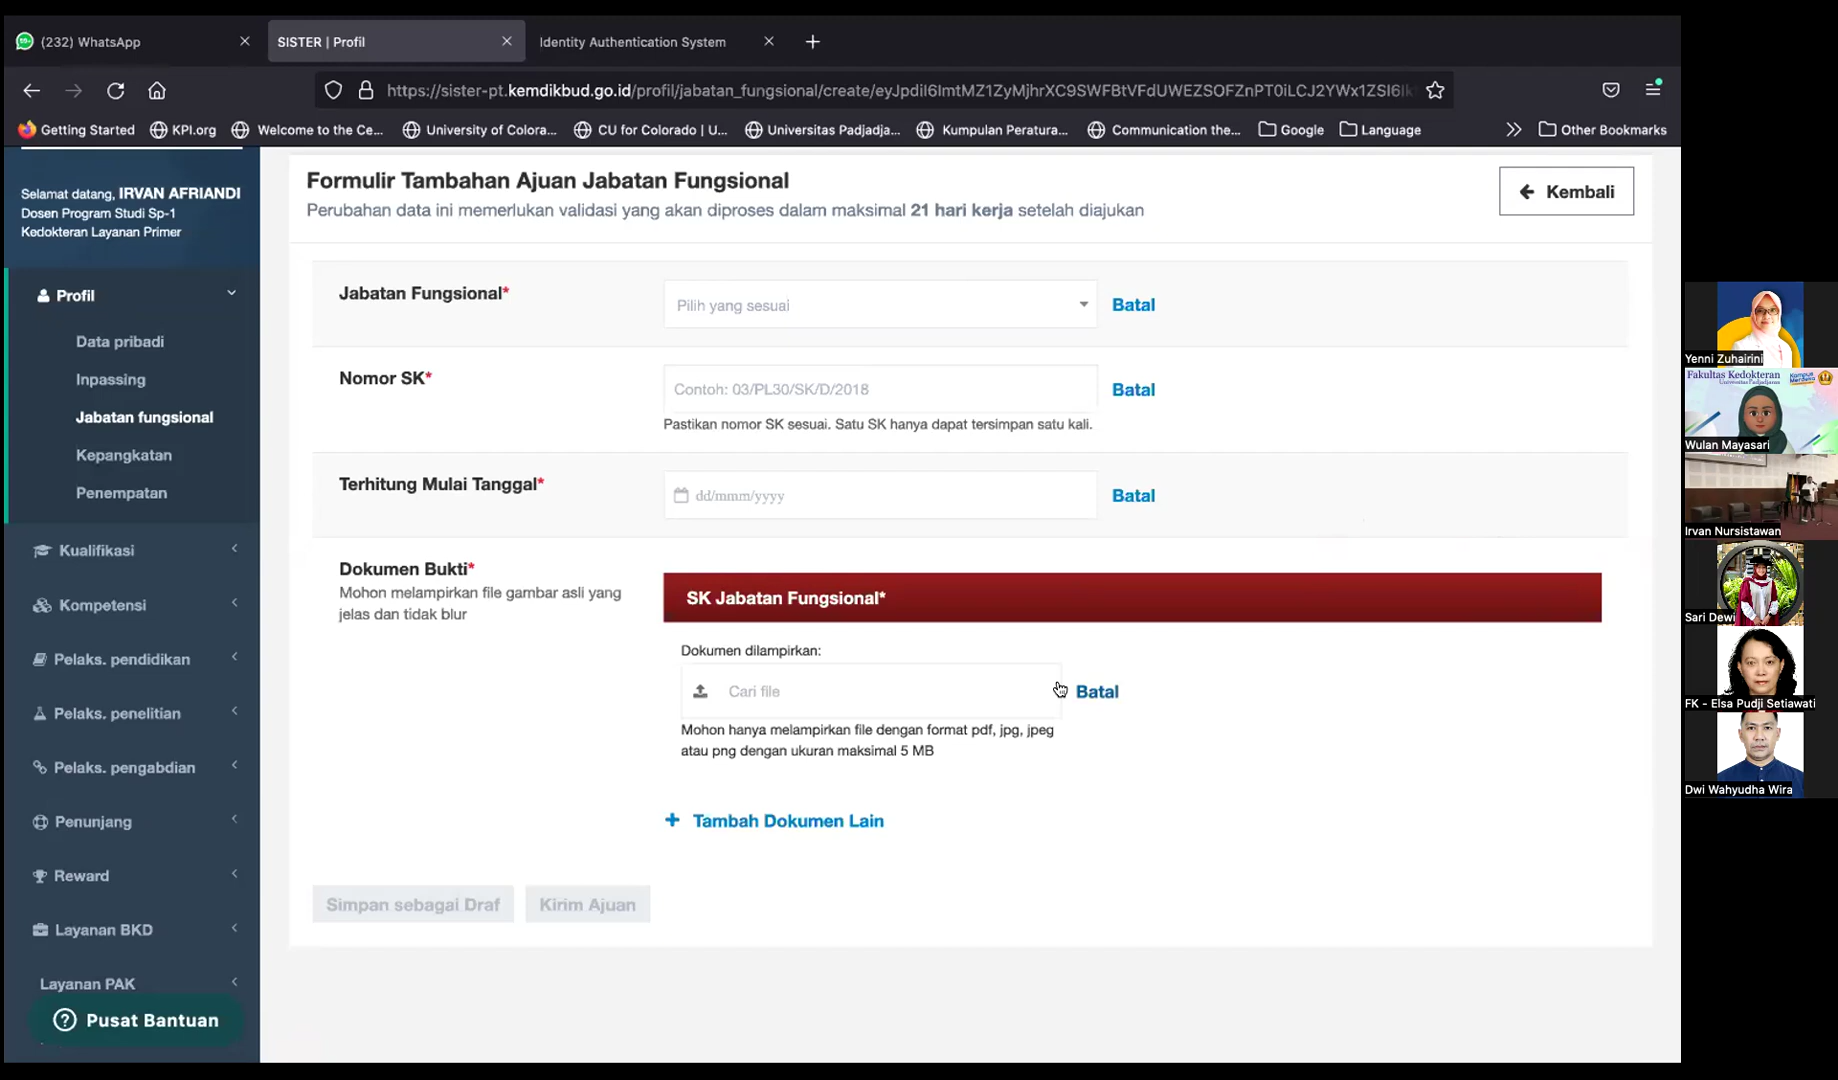 (232) WhatsApp
SISTER | Profil
Identity Authentication System
https://sister-pt.kemdikbud.go.id/profil/jabatan_fungsional/create/
Getting Started
KPI.org
Welcome to the Ce...
University of Colora...
CU for Colorado | U...
Universitas Padjadja...
Kumpulan Peratura...
Communication the...
Google
Language
Other Bookmarks
Selamat datang, IRVAN AFRIANDI
Dosen Program Studi Sp-1
Kedokteran Layanan Primer
Profil
Data pribadi
Inpassing
Jabatan fungsional
Kepangkatan
Penempatan
Kualifikasi
Kompetensi
Pelaks. pendidikan
Pelaks. penelitian
Pelaks. pengabdian
Penunjang
Reward
Layanan BKD
Layanan PAK
Pusat Bantuan
Formulir Tambahan Ajuan Jabatan Fungsional
Perubahan data ini memerlukan validasi yang akan diproses dalam maksimal 21 hari kerja setelah diajukan
Kembali
Jabatan Fungsional*
Pilih yang sesuai
Batal
Nomor SK*
Contoh: 03/PL30/SK/D/2018
Batal
Pastikan nomor SK sesuai. Satu SK hanya dapat tersimpan satu kali.
Terhitung Mulai Tanggal*
dd/mmm/yyyy
Batal
Dokumen Bukti*
Mohon melampirkan file gambar asli yang
jelas dan tidak blur
SK Jabatan Fungsional*
Dokumen dilampirkan:
Cari file
Batal
Mohon hanya melampirkan file dengan format pdf, jpg, jpeg
atau png dengan ukuran maksimal 5 MB
+ Tambah Dokumen Lain
Simpan sebagai Draf
Kirim Ajuan
Yenni Zuhairini
Fakultas Kedokteran
Universitas Padjadjaran
Kampus
Merdeka
Wulan Mayasari
Irvan Nursistawan
Sari Dewi
FK - Elsa Pudji Setiawati
Dwi Wahyudha Wira